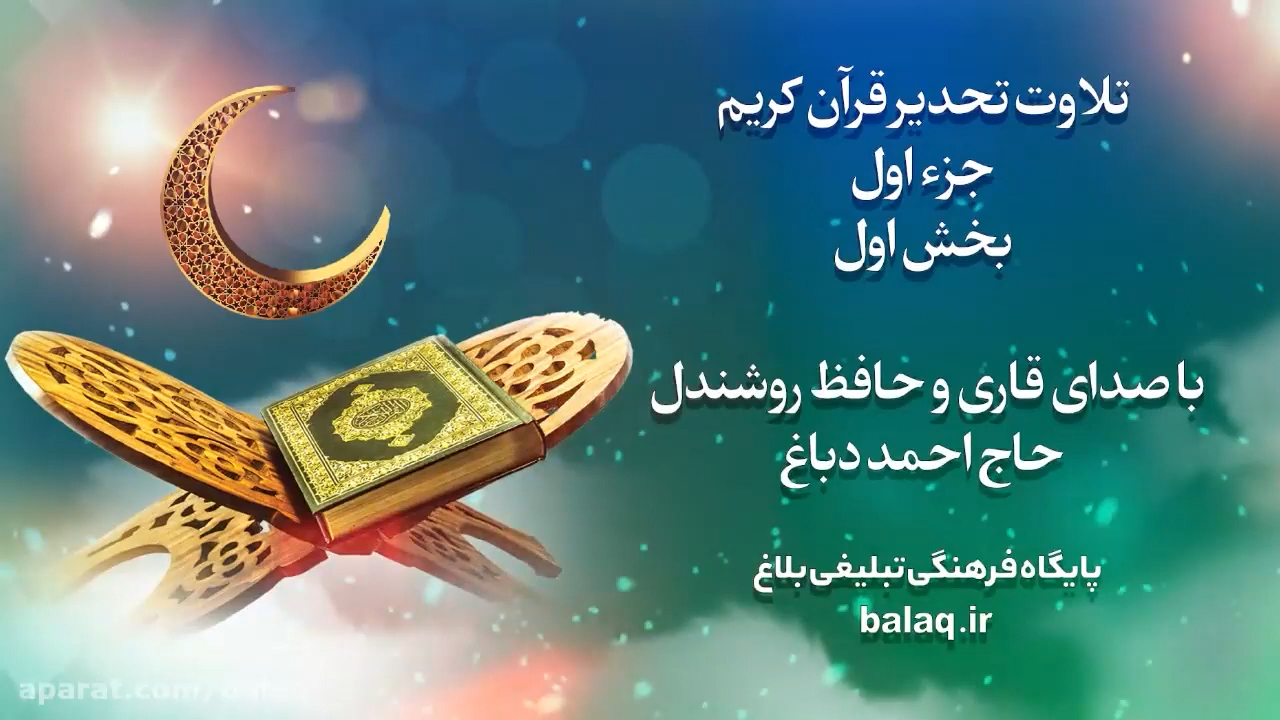 تلاوت تحدیر قرآن کریم
جزء اول
بخش اول
با صدای قاری و حافظ روشندل
حاج احمد دباغ
پایگاه فرهنگی تبلیغی بلاغ
balaq.ir
aparat.com/